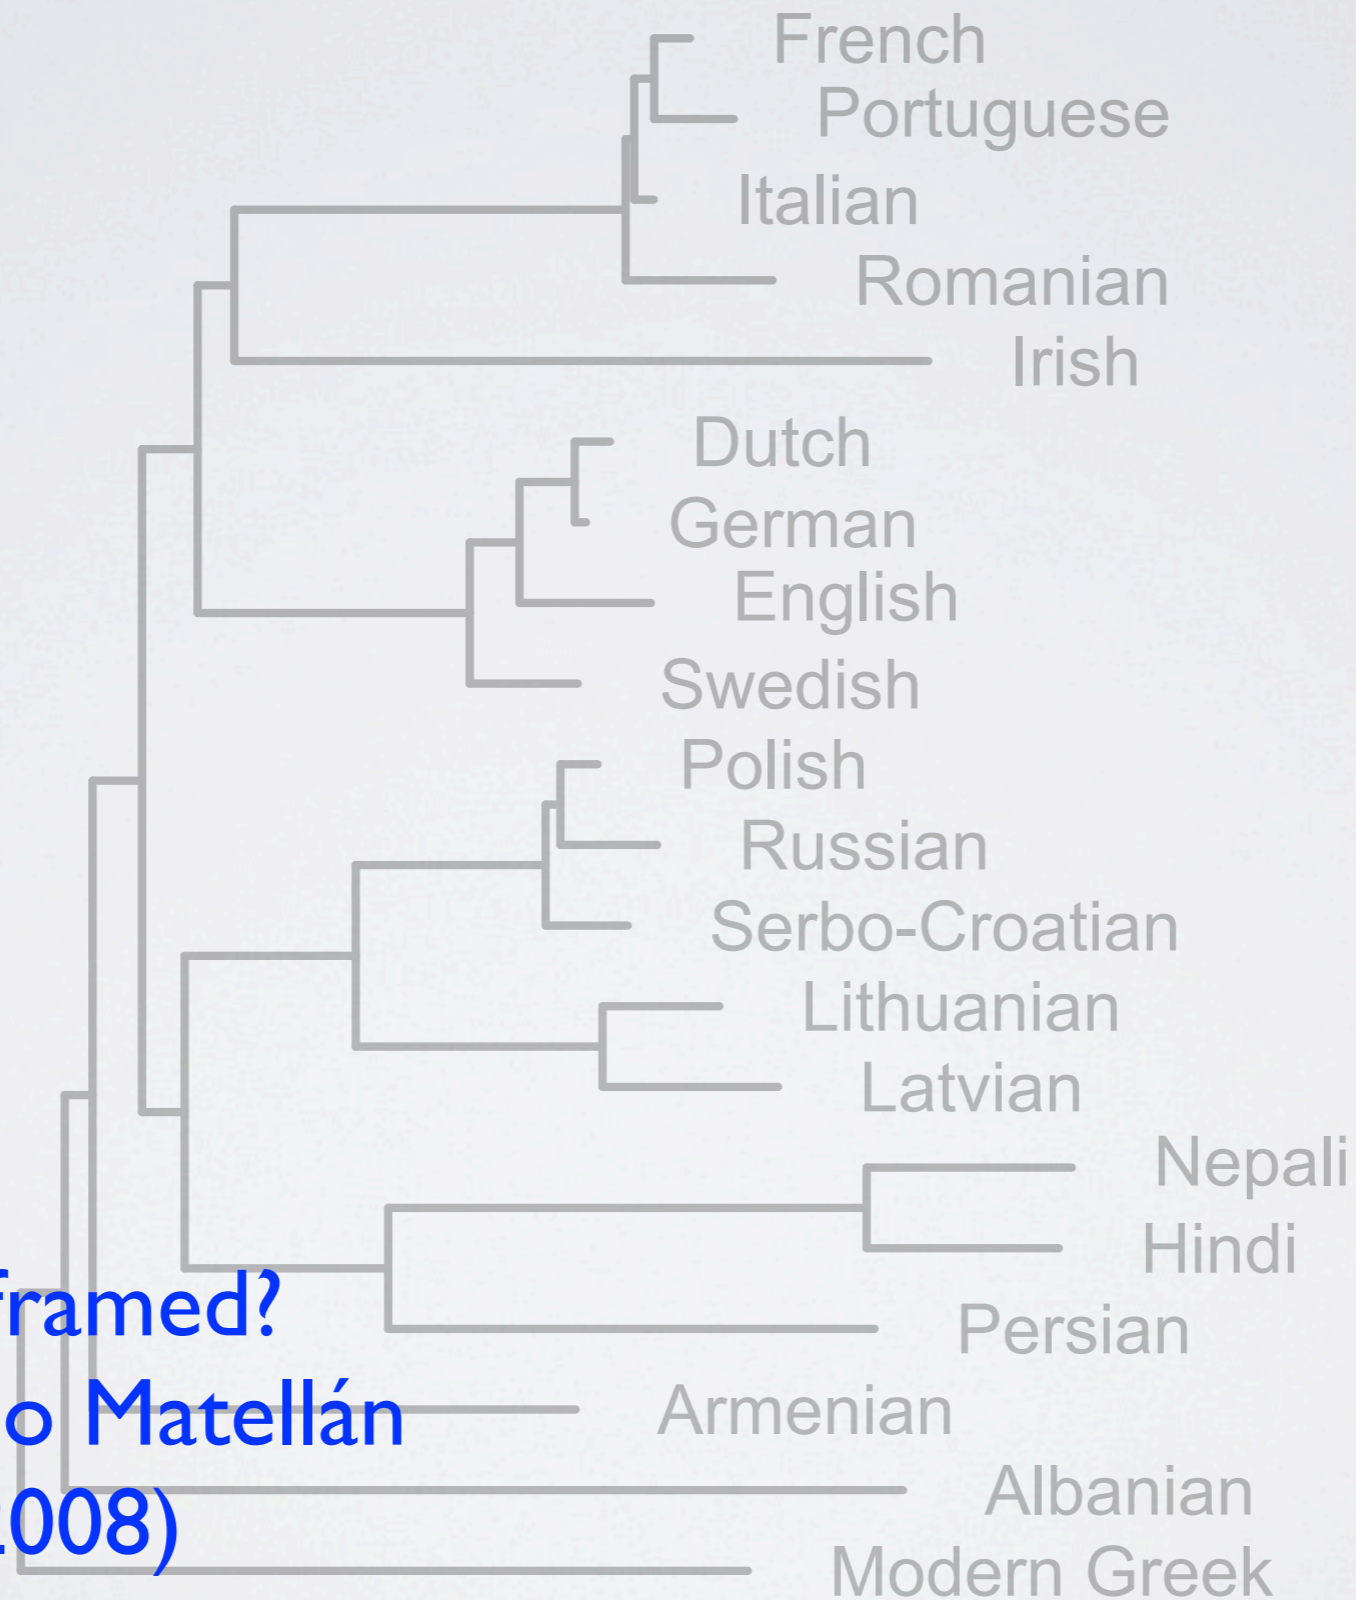 French
Portuguese
Italian
Romanian
Irish
Dutch
German
English
Swedish
Polish
Russian
Serbo-Croatian
Lithuanian
Latvian
Nepali
Hindi
framed?
Persian
o Matellán
Armenian
Albanian
2008)
Modern Greek